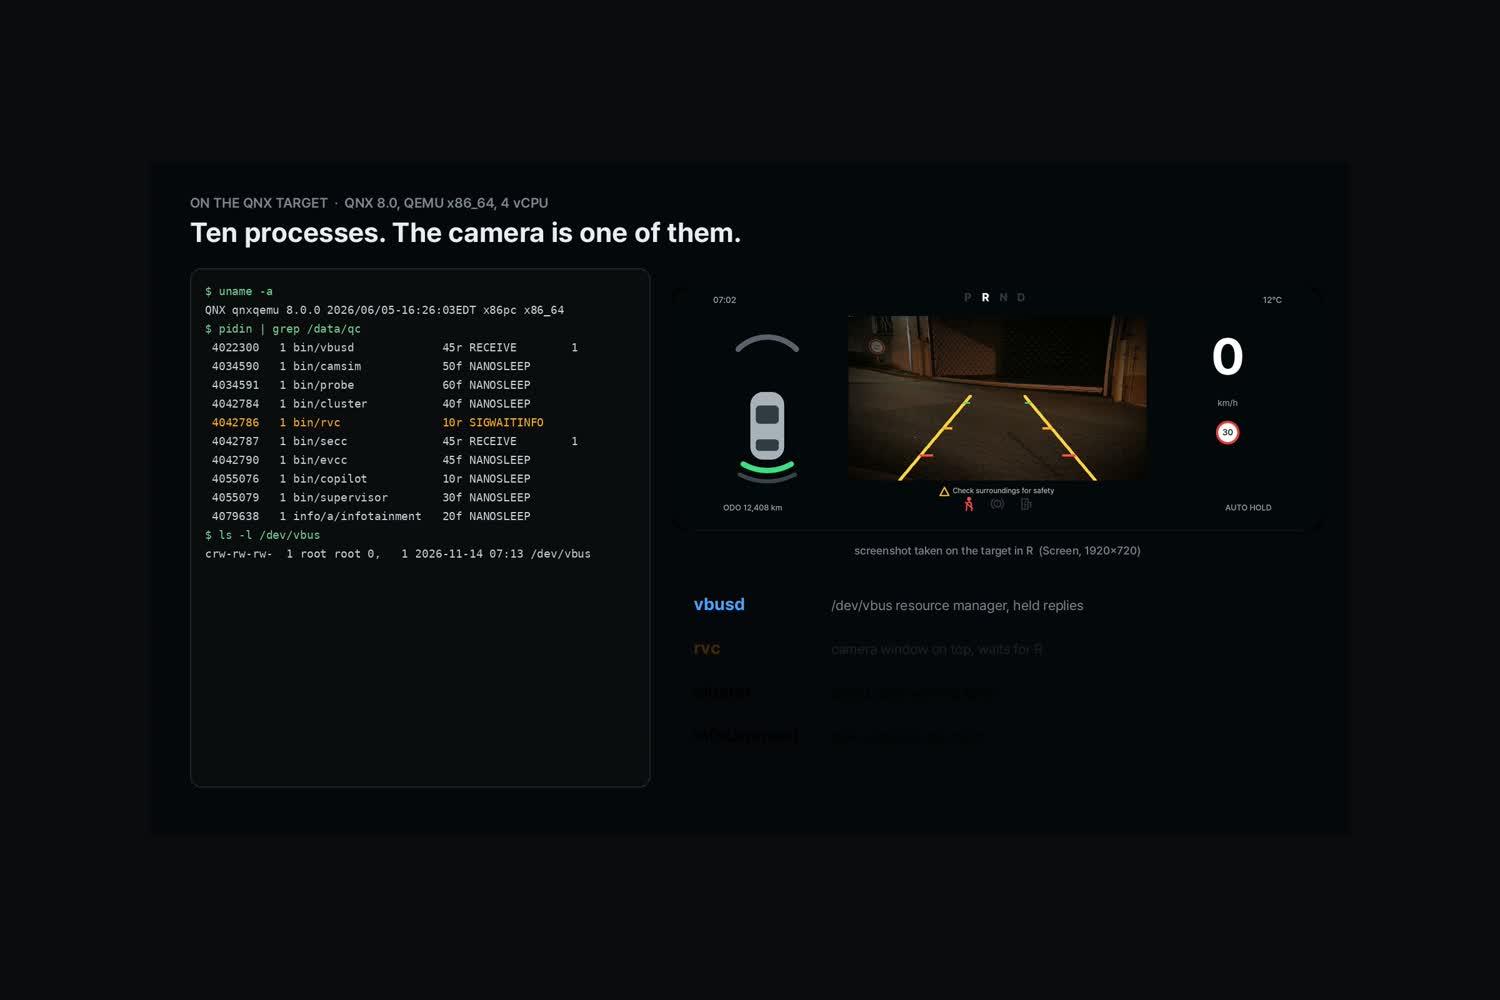 ON THE QNX TARGET · QNX 8.0, QEMU x86_64, 4 vCPU
Ten processes. The camera is one of them.
$ uname -a
QNX qnxqemu 8.0.0 2026/06/05-16:26:03EDT x86pc x86_64
$ pidin | grep /data/qc
4022300 1 bin/vbusd 45r RECEIVE 1
4034590 1 bin/camsim 50f NANOSLEEP
4034591 1 bin/probe 60f NANOSLEEP
4042784 1 bin/cluster 40f NANOSLEEP
4042786 1 bin/rvc 10r SIGWAITINFO
4042787 1 bin/secc 45r RECEIVE 1
4042790 1 bin/evcc 45f NANOSLEEP
4055076 1 bin/copilot 10r NANOSLEEP
4055079 1 bin/supervisor 30f NANOSLEEP
4079638 1 info/a/infotainment 20f NANOSLEEP
$ ls -l /dev/vbus
crw-rw-rw- 1 root root 0, 1 2026-11-14 07:13 /dev/vbus
07:02
P R N D
12°C
0
km/h
30
Check surroundings for safety
ODO 12,408 km
AUTO HOLD
screenshot taken on the target in R (Screen, 1920×720)
vbusd /dev/vbus resource manager, held replies
rvc camera window on top, waits for R